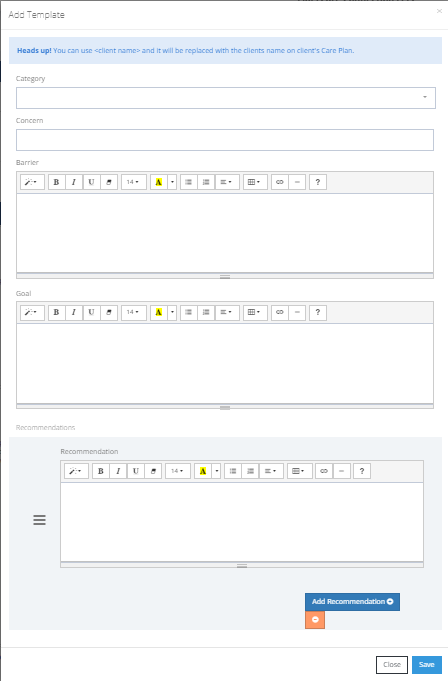 Add Template
×
Heads up! You can use <client name> and it will be replaced with the clients name on client's Care Plan.
Category
Concern
Barrier
B I U 14 A ?
Goal
B I U 14 A ?
Recommendations
Recommendation
B I U 14 A ?
Add Recommendation
Close Save